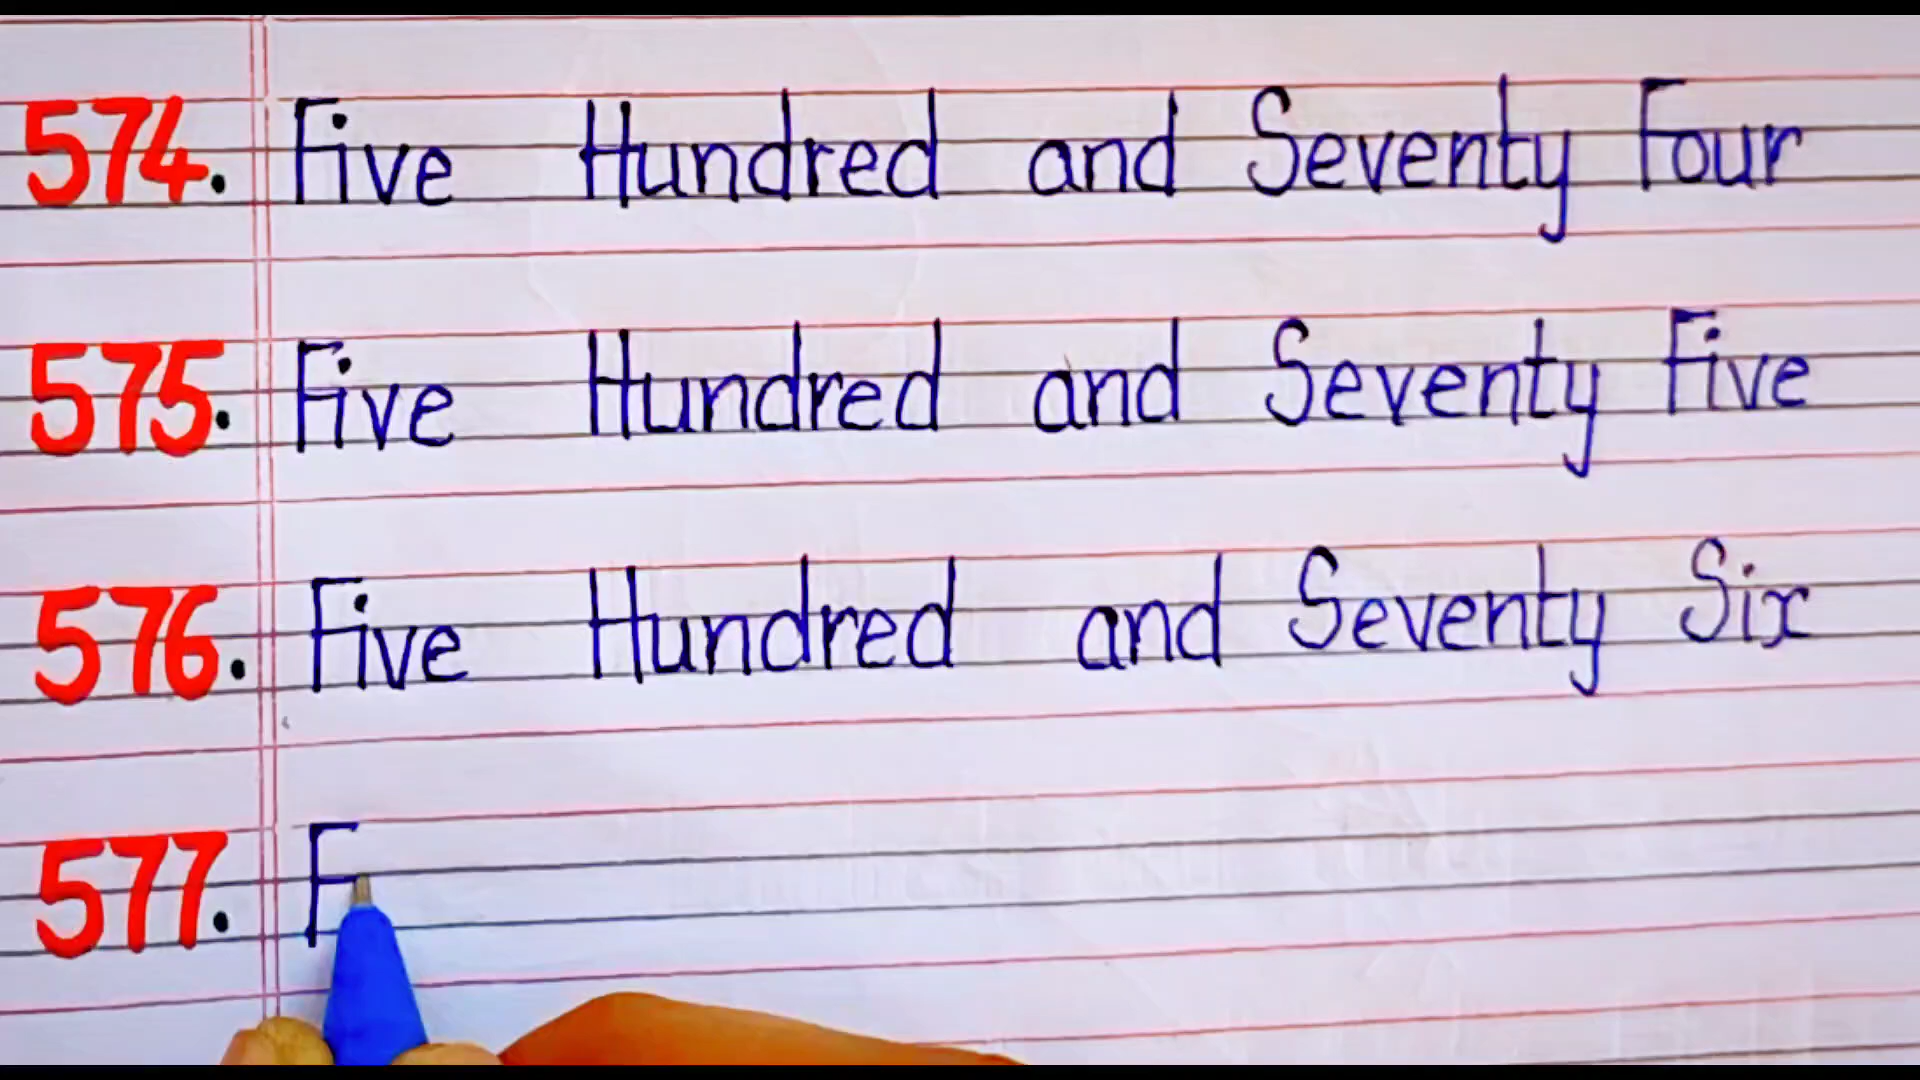 574. Five Hundred and Seventy Four
575. Five Hundred and Seventy Five
576. Five Hundred and Seventy Six
577. F